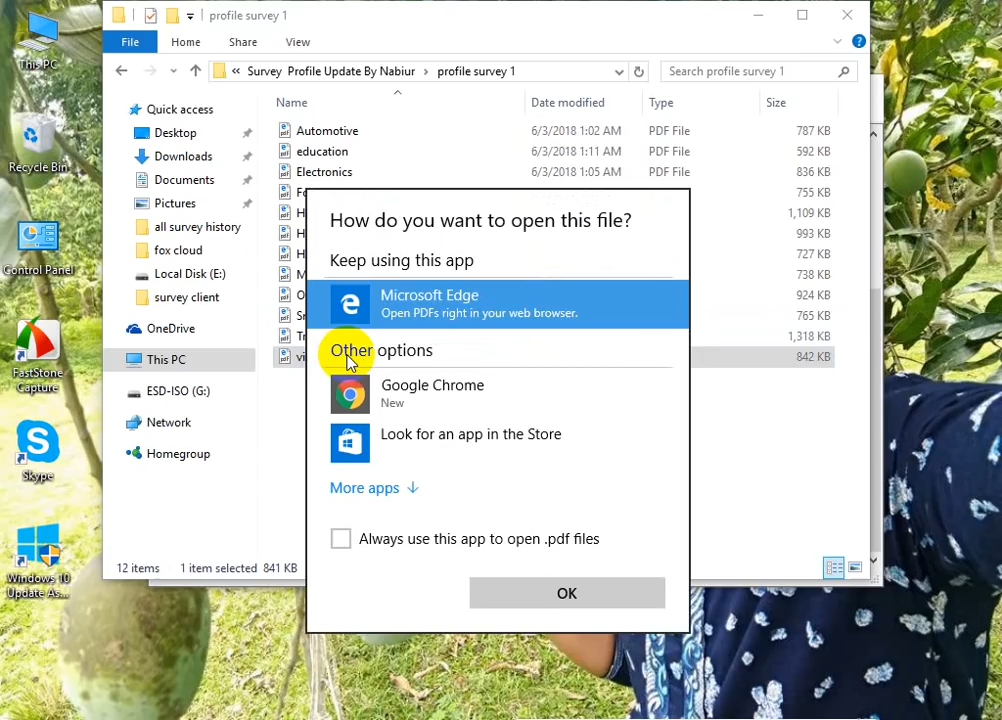 profile survey 1
File Home Share View
« Survey Profile Update By Nabiur › profile survey 1
Search profile survey 1
Name Date modified Type Size
Automotive 6/3/2018 1:02 AM PDF File 787 KB
education 6/3/2018 1:11 AM PDF File 592 KB
Electronics 6/3/2018 1:05 AM PDF File 836 KB
755 KB
1,109 KB
993 KB
727 KB
738 KB
924 KB
765 KB
1,318 KB
842 KB
Quick access
Desktop
Downloads
Documents
Pictures
all survey history
fox cloud
Local Disk (E:)
survey client
OneDrive
This PC
ESD-ISO (G:)
Network
Homegroup
12 items 1 item selected 841 KB
How do you want to open this file?
Keep using this app
Microsoft Edge
Open PDFs right in your web browser.
Other options
Google Chrome
New
Look for an app in the Store
More apps
Always use this app to open .pdf files
OK
This PC
Recycle Bin
Control Panel
FastStone
Capture
Skype
Windows 10
Update As...